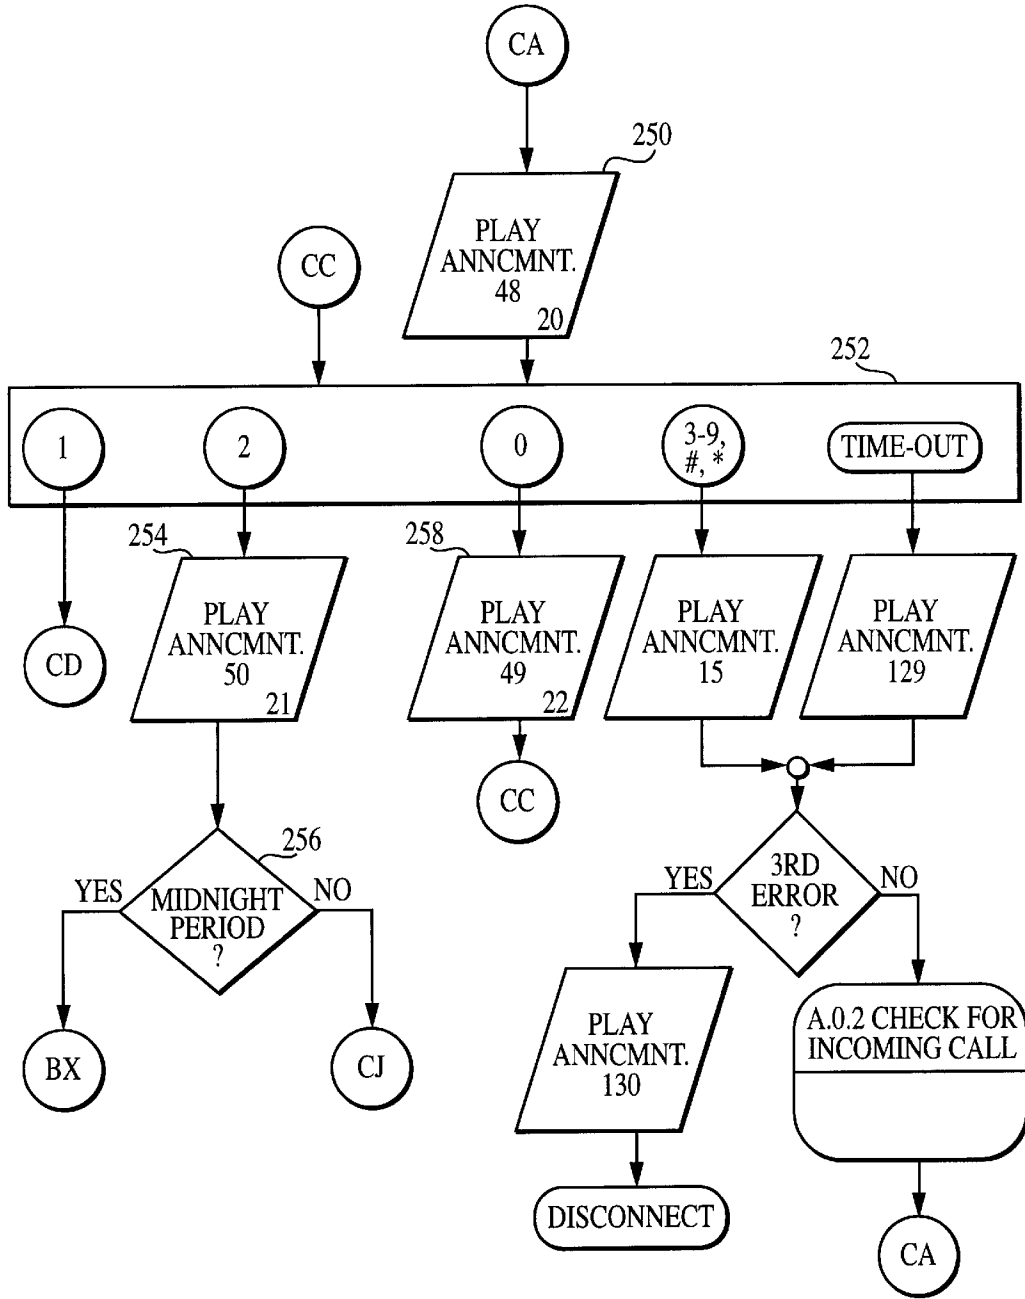 CA
250
PLAY
ANNCMNT.
48
20
CC
252
1
2
0
3-9,
#, *
TIME-OUT
254
PLAY
ANNCMNT.
50
21
258
PLAY
ANNCMNT.
49
22
PLAY
ANNCMNT.
15
PLAY
ANNCMNT.
129
CD
CC
256
YES
MIDNIGHT
PERIOD
?
NO
YES
3RD
ERROR
?
NO
BX
CJ
PLAY
ANNCMNT.
130
A.0.2 CHECK FOR
INCOMING CALL
DISCONNECT
CA